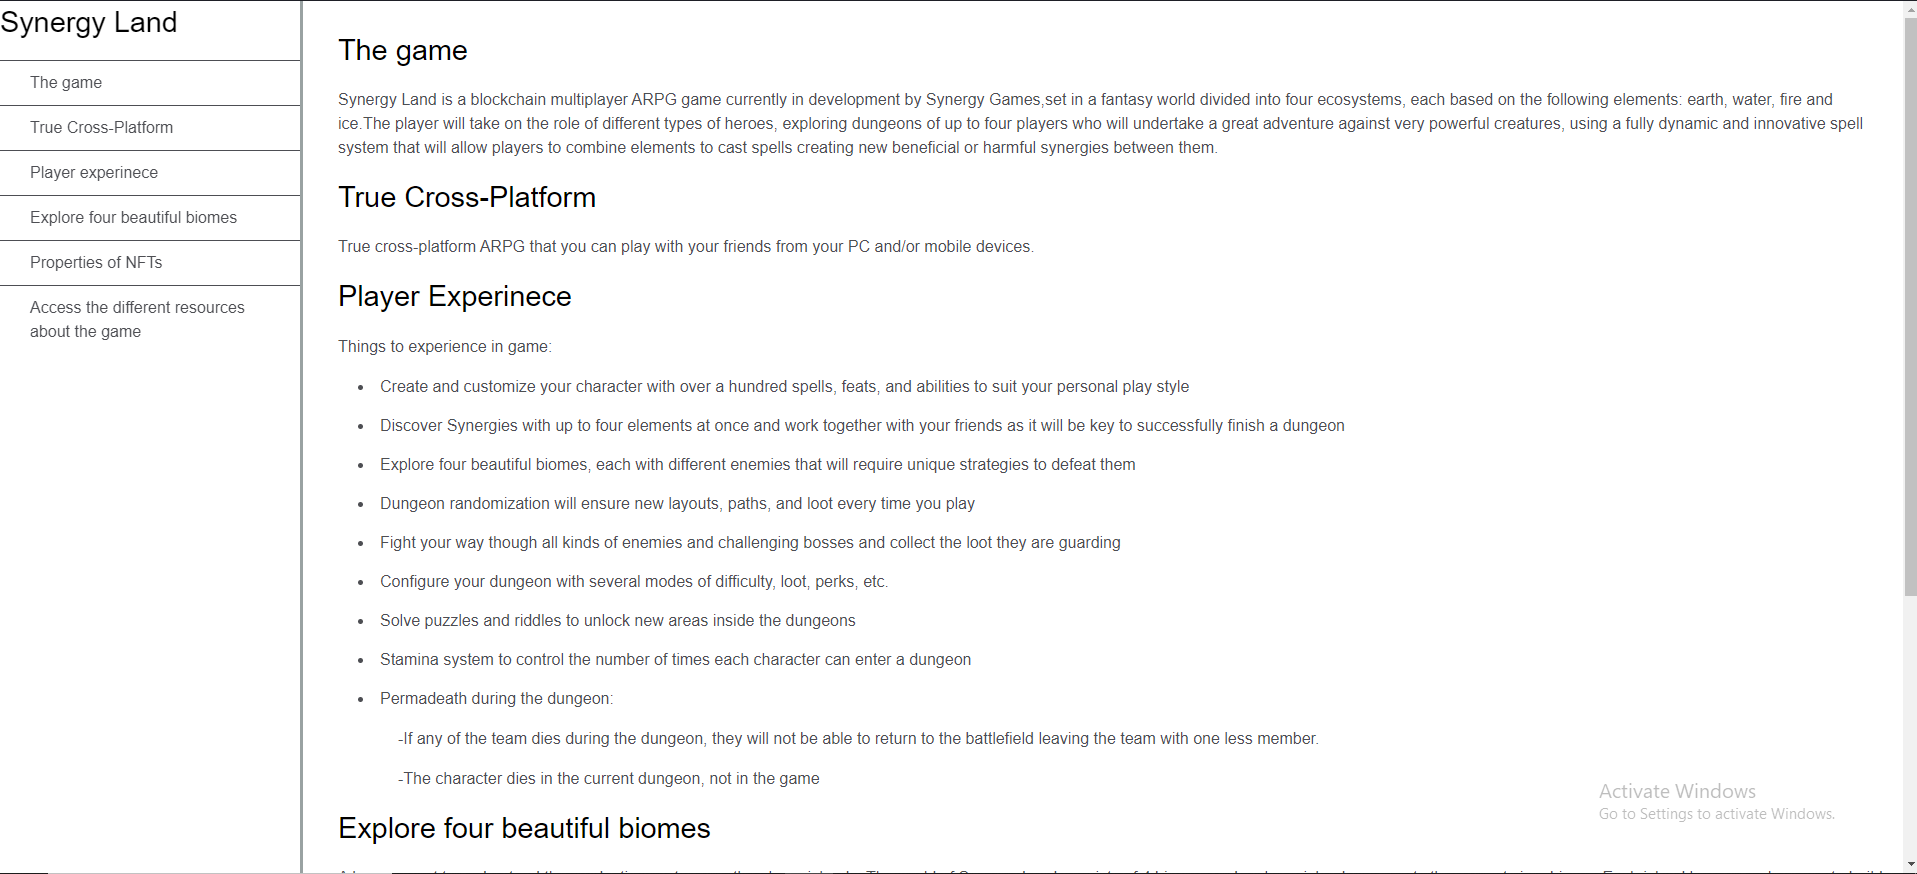 Synergy Land
The game
True Cross-Platform
Player experinece
Explore four beautiful biomes
Properties of NFTs
Access the different resources
about the game
The game
Synergy Land is a blockchain multiplayer ARPG game currently in development by Synergy Games,set in a fantasy world divided into four ecosystems, each based on the following elements: earth, water, fire and
ice.The player will take on the role of different types of heroes, exploring dungeons of up to four players who will undertake a great adventure against very powerful creatures, using a fully dynamic and innovative spell
system that will allow players to combine elements to cast spells creating new beneficial or harmful synergies between them.
True Cross-Platform
True cross-platform ARPG that you can play with your friends from your PC and/or mobile devices.
Player Experinece
Things to experience in game:
• Create and customize your character with over a hundred spells, feats, and abilities to suit your personal play style
• Discover Synergies with up to four elements at once and work together with your friends as it will be key to successfully finish a dungeon
• Explore four beautiful biomes, each with different enemies that will require unique strategies to defeat them
• Dungeon randomization will ensure new layouts, paths, and loot every time you play
• Fight your way though all kinds of enemies and challenging bosses and collect the loot they are guarding
• Configure your dungeon with several modes of difficulty, loot, perks, etc.
• Solve puzzles and riddles to unlock new areas inside the dungeons
• Stamina system to control the number of times each character can enter a dungeon
• Permadeath during the dungeon:
-If any of the team dies during the dungeon, they will not be able to return to the battlefield leaving the team with one less member.
-The character dies in the current dungeon, not in the game
Activate Windows
Go to Settings to activate Windows.
Explore four beautiful biomes